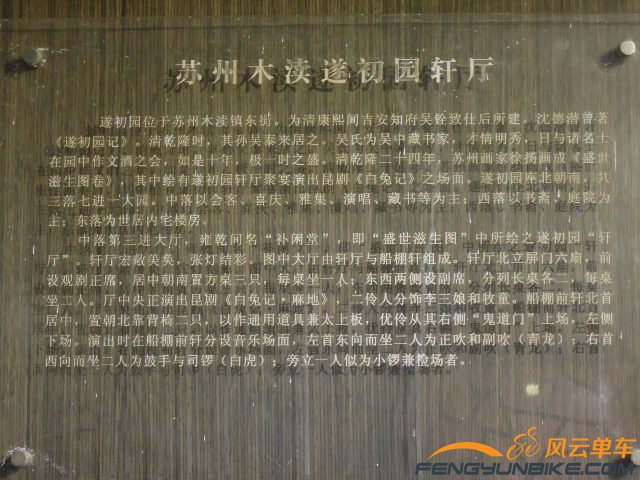 苏州木渎遂初园轩厅
遂初园位于苏州木渎镇东街。为清康熙间吉安知府吴铨致仕后所建。沈德潜曾著
《遂初园记》。清乾隆时，其孙吴泰来居之。吴氏为吴中藏书家，才情明秀，日与诸名士
在园中作文酒之会，如是十年，极一时之盛。清乾隆二十四年，苏州画家徐扬画成《盛世
滋生图卷》，其中绘有遂初园轩厅聚宴演出昆剧《白兔记》之场面。遂初园座北朝南，共
三落七进一大园。中落以会客、喜庆、雅集、演唱、藏书等为主；西落以书斋、庭院为
主；东落为世居内宅楼房。
中落第三进大厅，雍乾间名“补闲堂”，即“盛世滋生图”中所绘之遂初园“轩
厅”。轩厅宏敞美奂，张灯结彩。图中大厅由轩厅与船棚轩组成。轩厅北立屏门六扇，前
设观剧正席，居中朝南置方桌三只，每桌坐一人；东西两侧设副席，分列长桌各二，每桌
坐二人。厅中央正演出昆剧《白兔记·麻地》，二伶人分饰李三娘和牧童。船棚前轩北首
居中，置朝北靠背椅二只，以作通用道具兼太上板，优伶从其右侧“鬼道门”上场，左侧
下场。演出时在船棚前轩分设音乐场面，左首东向而坐二人为正吹和副吹（青龙）；右首
西向而坐二人为鼓手与司锣（白虎）；旁立一人似为小锣兼检场者。
风云单车
FENGYUNBIKE.COM